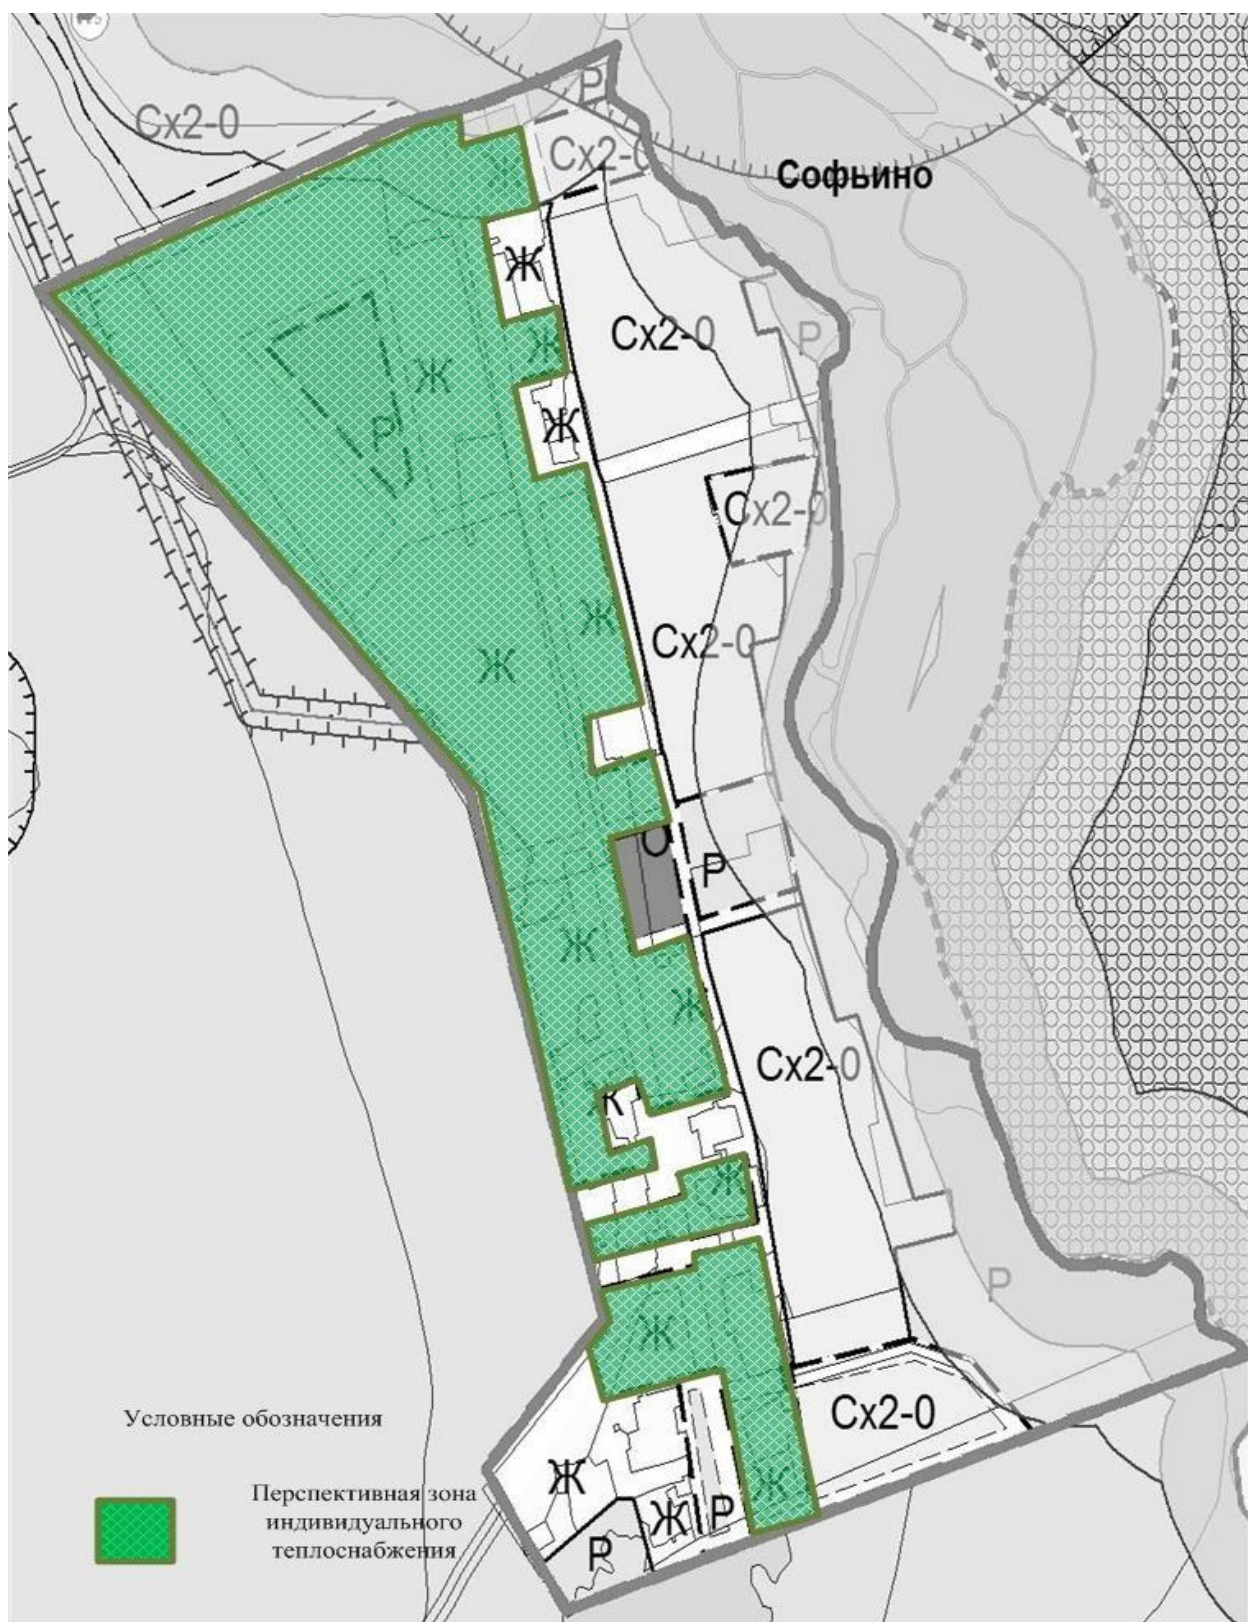 Р
Сх2-0
Сх2-0
Софьино
Ж
Ж
Сх2-0
Ж
Р
Ж
Ж
Р
Сх2-0
Ж
Сх2-0
Ж
О
Р
Ж
Ж
Сх2-0
Ж
Ж
Р
Ж
Сх2-0
Условные обозначения
Ж
Ж
Перспективная зона
индивидуального
теплоснабжения
Ж
Р
Р